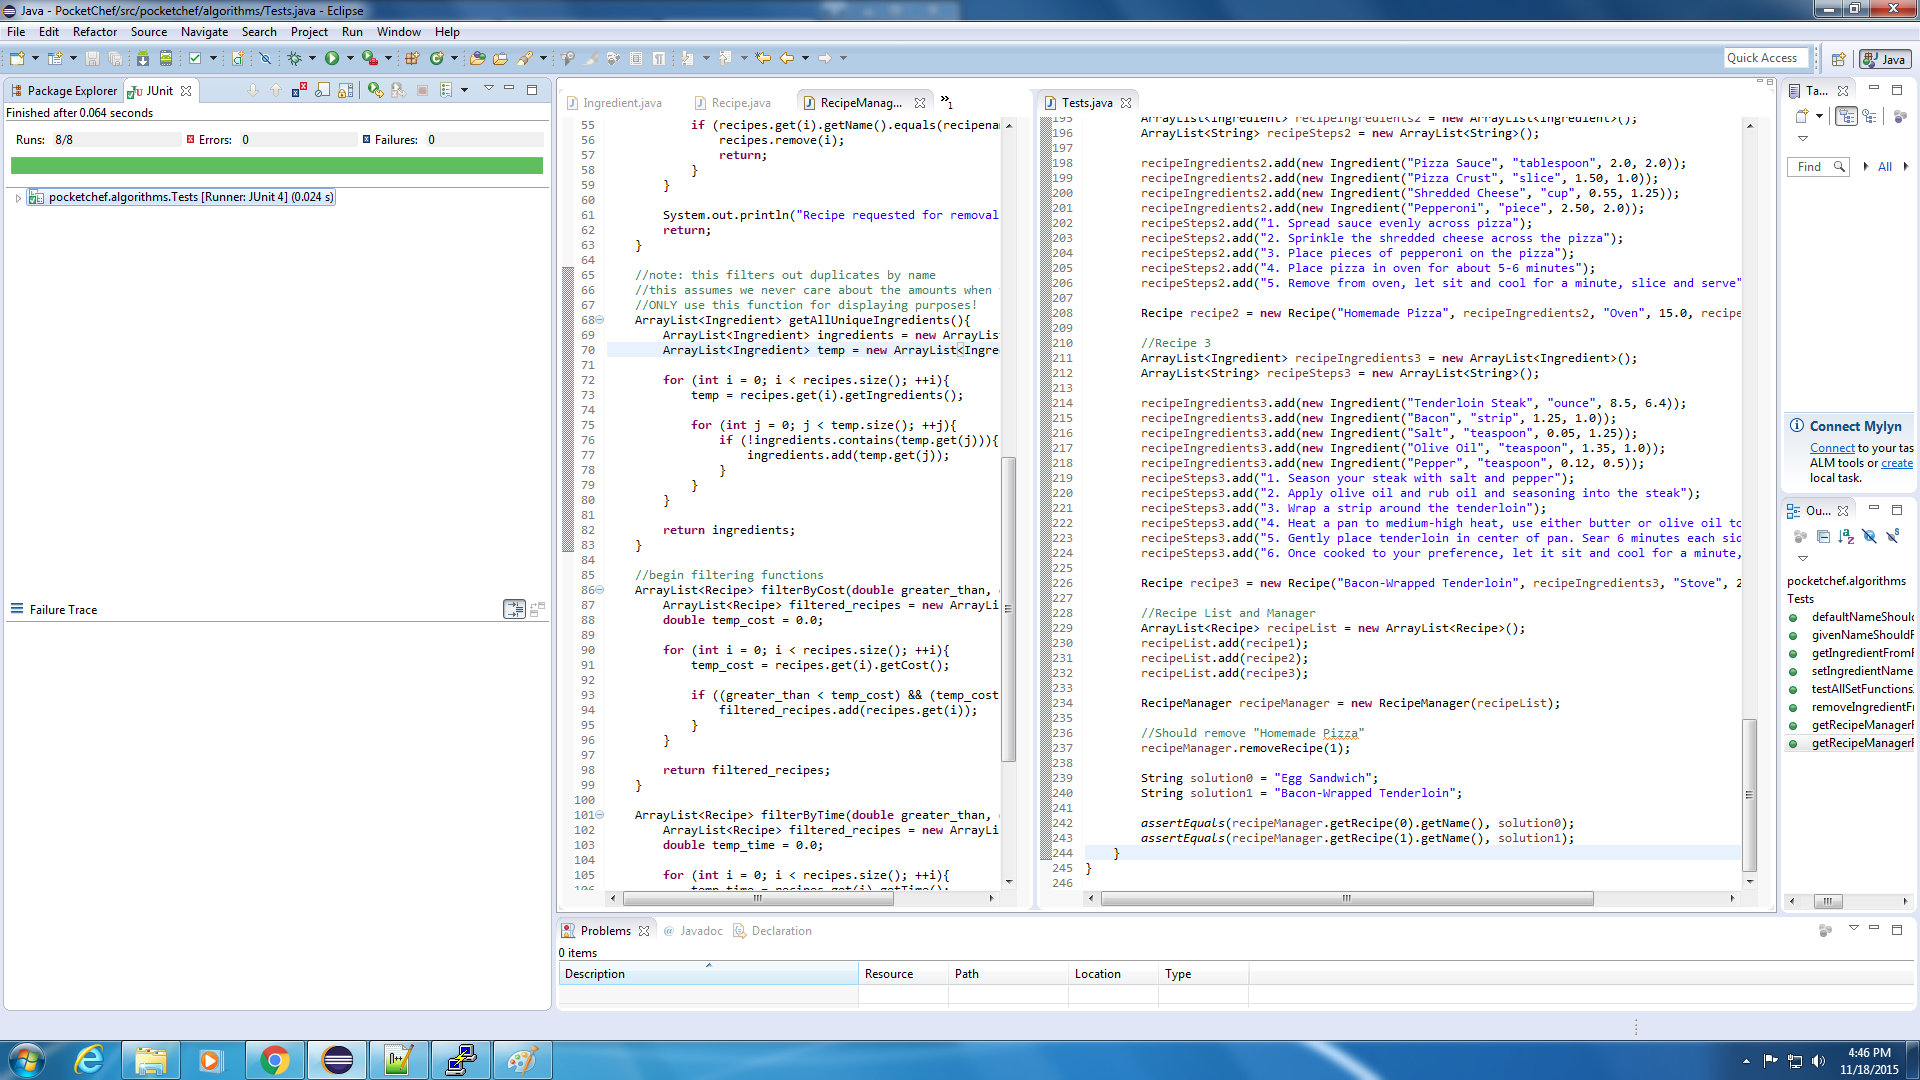 Java - PocketChef/src/pocketchef/algorithms/Tests.java - Eclipse
File Edit Refactor Source Navigate Search Project Run Window Help
Quick Access
Java
Package Explorer
JUnit
Finished after 0.064 seconds
Runs: 8/8
Errors: 0
Failures: 0
pocketchef.algorithms.Tests [Runner: JUnit 4] (0.024 s)
Failure Trace
Ingredient.java
Recipe.java
RecipeManag...
»1
55 if (recipes.get(i).getName().equals(recipena
56 recipes.remove(i);
57 return;
58 }
59 }
60
61 System.out.println("Recipe requested for removal
62 return;
63 }
64
65 //note: this filters out duplicates by name
66 //this assumes we never care about the amounts when
67 //ONLY use this function for displaying purposes!
68 ArrayList<Ingredient> getAllUniqueIngredients(){
69 ArrayList<Ingredient> ingredients = new ArrayLis
70 ArrayList<Ingredient> temp = new ArrayList<Ingre
71
72 for (int i = 0; i < recipes.size(); ++i){
73 temp = recipes.get(i).getIngredients();
74
75 for (int j = 0; j < temp.size(); ++j){
76 if (!ingredients.contains(temp.get(j))){
77 ingredients.add(temp.get(j));
78 }
79 }
80 }
81
82 return ingredients;
83 }
84
85 //begin filtering functions
86 ArrayList<Recipe> filterByCost(double greater_than,
87 ArrayList<Recipe> filtered_recipes = new ArrayLi
88 double temp_cost = 0.0;
89
90 for (int i = 0; i < recipes.size(); ++i){
91 temp_cost = recipes.get(i).getCost();
92
93 if ((greater_than < temp_cost) && (temp_cost
94 filtered_recipes.add(recipes.get(i));
95 }
96 }
97
98 return filtered_recipes;
99 }
100
101 ArrayList<Recipe> filterByTime(double greater_than,
102 ArrayList<Recipe> filtered_recipes = new ArrayLi
103 double temp_time = 0.0;
104
105 for (int i = 0; i < recipes.size(); ++i){
106 temp_time = recipes.get(i).getTime();
Tests.java
195 ArrayList<Ingredient> recipeIngredients2 = new ArrayList<Ingredient>();
196 ArrayList<String> recipeSteps2 = new ArrayList<String>();
197
198 recipeIngredients2.add(new Ingredient("Pizza Sauce", "tablespoon", 2.0, 2.0));
199 recipeIngredients2.add(new Ingredient("Pizza Crust", "slice", 1.50, 1.0));
200 recipeIngredients2.add(new Ingredient("Shredded Cheese", "cup", 0.55, 1.25));
201 recipeIngredients2.add(new Ingredient("Pepperoni", "piece", 2.50, 2.0));
202 recipeSteps2.add("1. Spread sauce evenly across pizza");
203 recipeSteps2.add("2. Sprinkle the shredded cheese across the pizza");
204 recipeSteps2.add("3. Place pieces of pepperoni on the pizza");
205 recipeSteps2.add("4. Place pizza in oven for about 5-6 minutes");
206 recipeSteps2.add("5. Remove from oven, let sit and cool for a minute, slice and serve"
207
208 Recipe recipe2 = new Recipe("Homemade Pizza", recipeIngredients2, "Oven", 15.0, recipe
209
210 //Recipe 3
211 ArrayList<Ingredient> recipeIngredients3 = new ArrayList<Ingredient>();
212 ArrayList<String> recipeSteps3 = new ArrayList<String>();
213
214 recipeIngredients3.add(new Ingredient("Tenderloin Steak", "ounce", 8.5, 6.4));
215 recipeIngredients3.add(new Ingredient("Bacon", "strip", 1.25, 1.0));
216 recipeIngredients3.add(new Ingredient("Salt", "teaspoon", 0.05, 1.25));
217 recipeIngredients3.add(new Ingredient("Olive Oil", "teaspoon", 1.35, 1.0));
218 recipeIngredients3.add(new Ingredient("Pepper", "teaspoon", 0.12, 0.5));
219 recipeSteps3.add("1. Season your steak with salt and pepper");
220 recipeSteps3.add("2. Apply olive oil and rub oil and seasoning into the steak");
221 recipeSteps3.add("3. Wrap a strip around the tenderloin");
222 recipeSteps3.add("4. Heat a pan to medium-high heat, use either butter or olive oil to
223 recipeSteps3.add("5. Gently place tenderloin in center of pan. Sear 6 minutes each sid
224 recipeSteps3.add("6. Once cooked to your preference, let it sit and cool for a minute,
225
226 Recipe recipe3 = new Recipe("Bacon-Wrapped Tenderloin", recipeIngredients3, "Stove", 2
227
228 //Recipe List and Manager
229 ArrayList<Recipe> recipeList = new ArrayList<Recipe>();
230 recipeList.add(recipe1);
231 recipeList.add(recipe2);
232 recipeList.add(recipe3);
233
234 RecipeManager recipeManager = new RecipeManager(recipeList);
235
236 //Should remove "Homemade Pizza"
237 recipeManager.removeRecipe(1);
238
239 String solution0 = "Egg Sandwich";
240 String solution1 = "Bacon-Wrapped Tenderloin";
241
242 assertEquals(recipeManager.getRecipe(0).getName(), solution0);
243 assertEquals(recipeManager.getRecipe(1).getName(), solution1);
244 }
245 }
246
Ta...
Find
All
Connect Mylyn
Connect to your tas
ALM tools or create
local task.
Ou...
pocketchef.algorithms
Tests
defaultNameShoul
givenNameShouldF
getIngredientFromF
setIngredientName
testAllSetFunctions
removeIngredientFr
getRecipeManagerF
getRecipeManagerF
Problems
@ Javadoc
Declaration
0 items
Description Resource Path Location Type
4:46 PM
11/18/2015